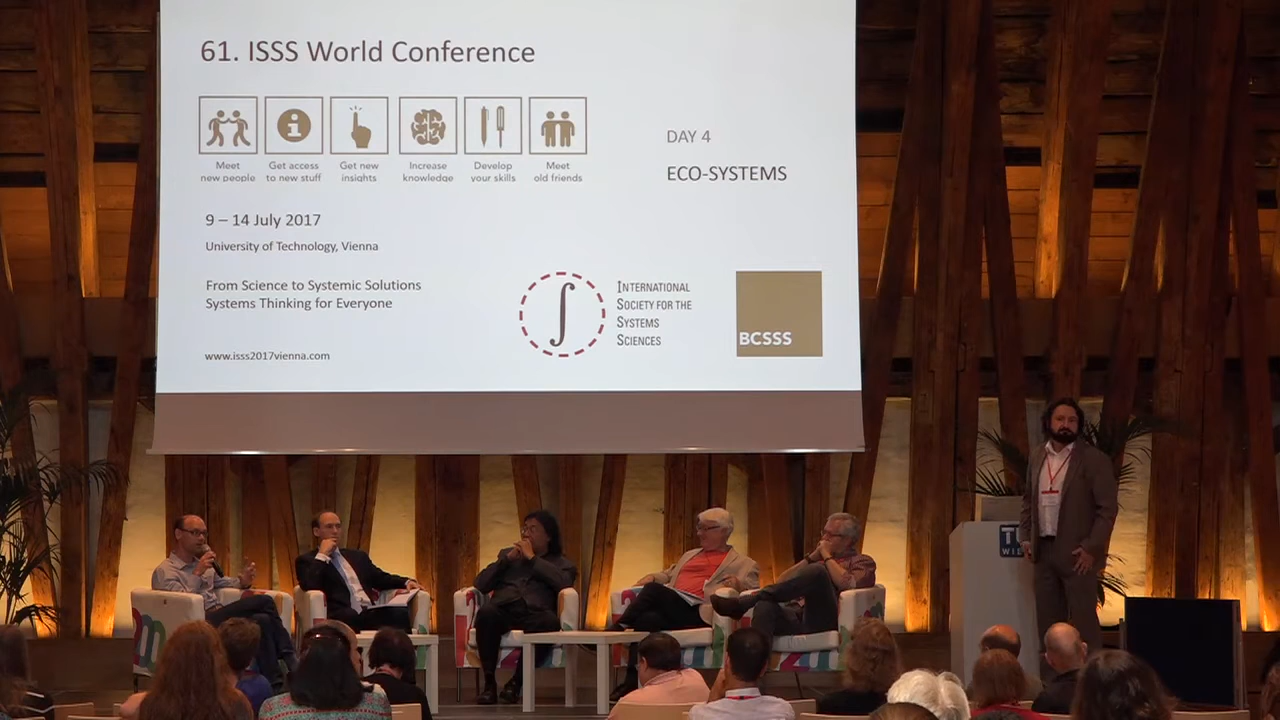 61. ISSS World Conference
Meet
new people
Get access
to new stuff
Get new
insights
Increase
knowledge
Develop
your skills
Meet
old friends
DAY 4
ECO-SYSTEMS
9 – 14 July 2017
University of Technology, Vienna
From Science to Systemic Solutions
Systems Thinking for Everyone
www.isss2017vienna.com
INTERNATIONAL
SOCIETY FOR THE
SYSTEMS
SCIENCES
BCSSS
TU
WIEN